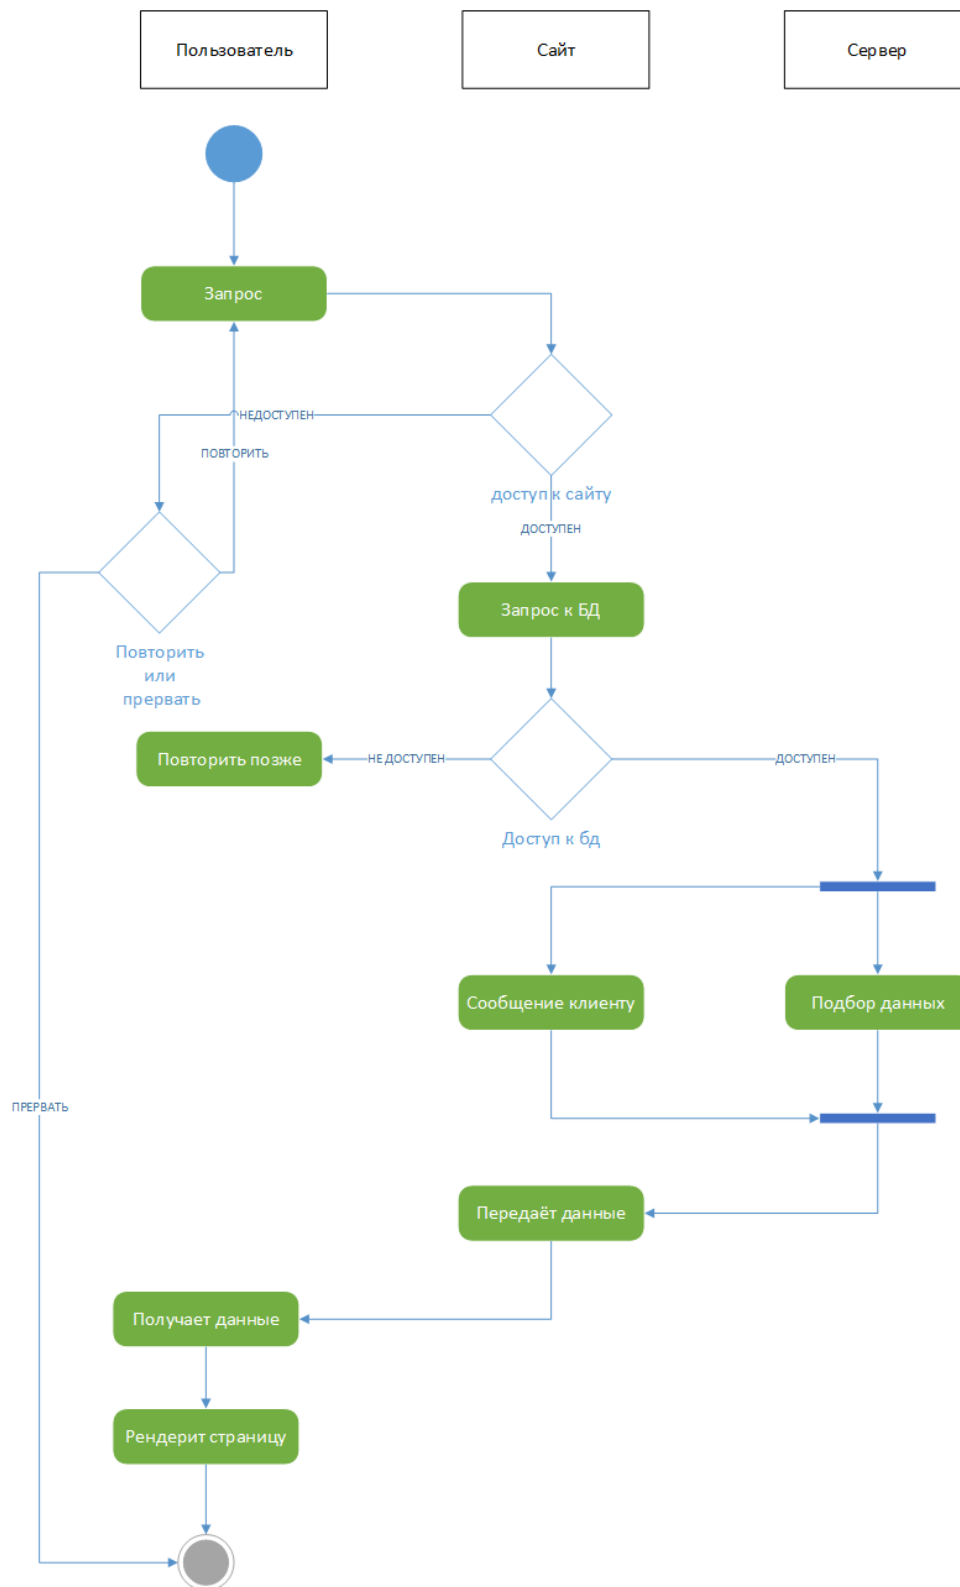 Пользователь
Сайт
Сервер
Запрос
НЕДОСТУПЕН
ПОВТОРИТЬ
доступ к сайту
ДОСТУПЕН
Запрос к БД
Повторить
или
прервать
Повторить позже
НЕ ДОСТУПЕН
ДОСТУПЕН
Доступ к бд
Сообщение клиенту
Подбор данных
ПРЕРВАТЬ
Передаёт данные
Получает данные
Рендерит страницу